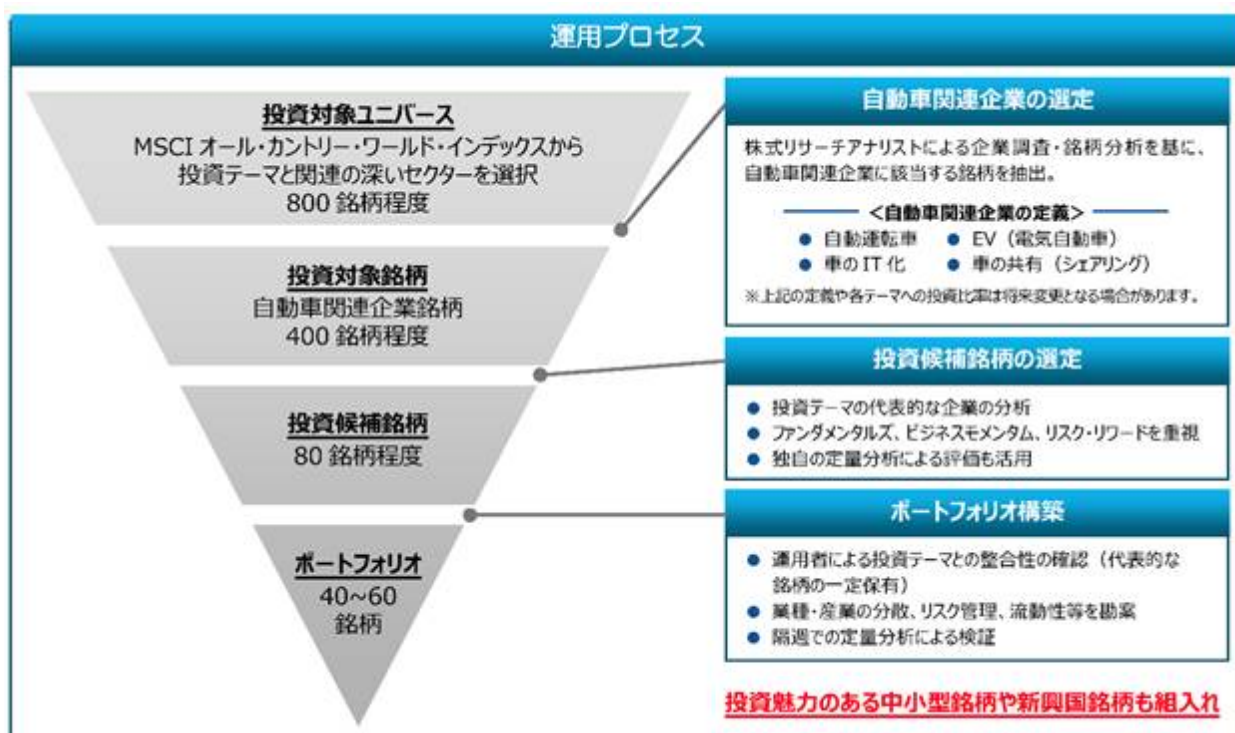 運用プロセス
投資対象ユニバース
MSCI オール・カントリー・ワールド・インデックスから
投資テーマと関連の深いセクターを選択
800 銘柄程度
投資対象銘柄
自動車関連企業銘柄
400 銘柄程度
投資候補銘柄
80 銘柄程度
ポートフォリオ
40~60
銘柄
自動車関連企業の選定
株式リサーチアナリストによる企業調査・銘柄分析を基に、
自動車関連企業に該当する銘柄を抽出。
<自動車関連企業の定義>
● 自動運転車 ● EV（電気自動車）
● 車のIT 化 ● 車の共有（シェアリング）
※上記の定義や各テーマへの投資比率は将来変更となる場合があります。
投資候補銘柄の選定
● 投資テーマの代表的な企業の分析
● ファンダメンタルズ、ビジネスモメンタム、リスク・リワードを重視
● 独自の定量分析による評価も活用
ポートフォリオ構築
● 運用者による投資テーマとの整合性の確認（代表的な
銘柄の一定保有）
● 業種・産業の分散、リスク管理、流動性等を勘案
● 隔週での定量分析による検証
投資魅力のある中小型銘柄や新興国銘柄も組入れ